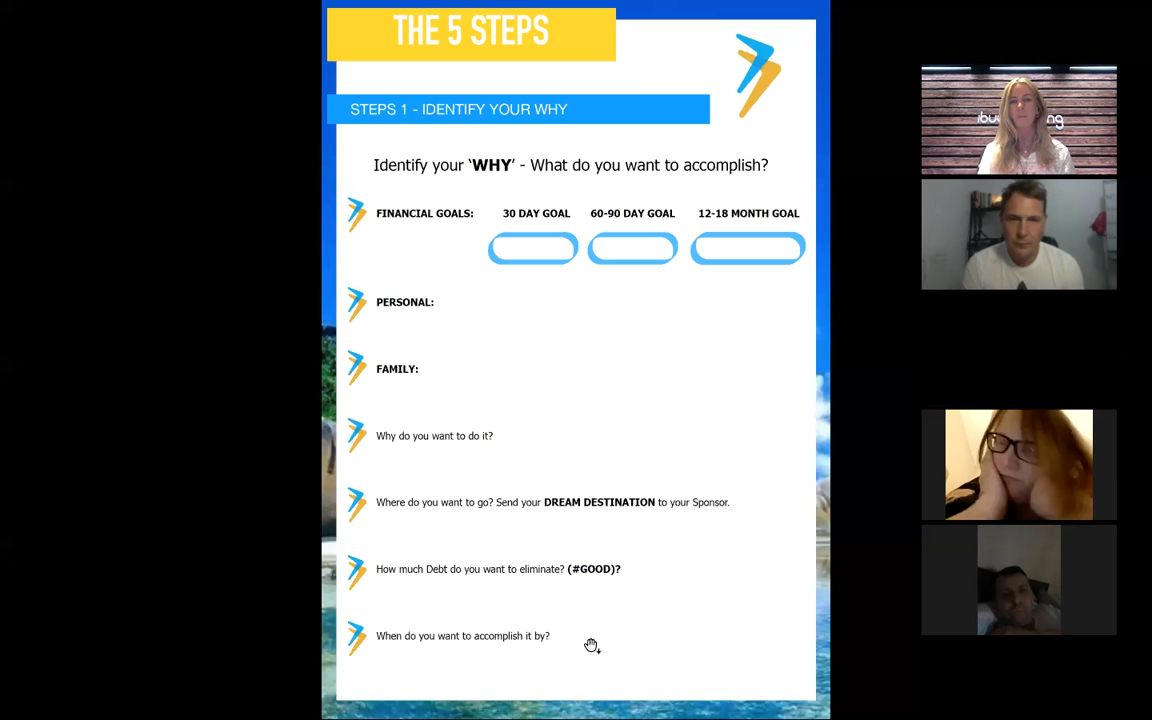 THE 5 STEPS
STEPS 1 - IDENTIFY YOUR WHY
Identify your ‘WHY’ - What do you want to accomplish?
FINANCIAL GOALS: 30 DAY GOAL 60-90 DAY GOAL 12-18 MONTH GOAL
PERSONAL:
FAMILY:
Why do you want to do it?
Where do you want to go? Send your DREAM DESTINATION to your Sponsor.
How much Debt do you want to eliminate? (#GOOD)?
When do you want to accomplish it by?